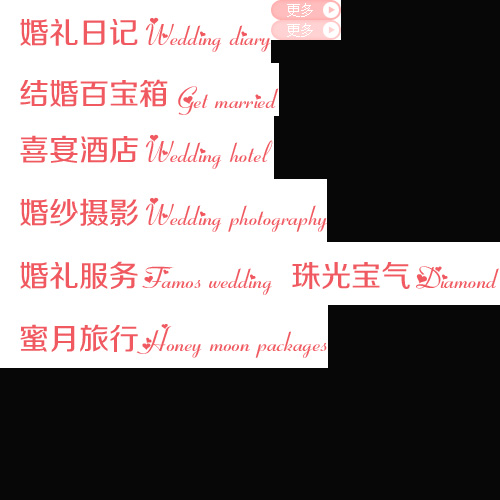 更多
更多
婚礼日记 Wedding diary
结婚百宝箱 Get married
喜宴酒店 Wedding hotel
婚纱摄影 Wedding photography
婚礼服务 Famos wedding 珠光宝气 Diamond
蜜月旅行 Honey moon packages